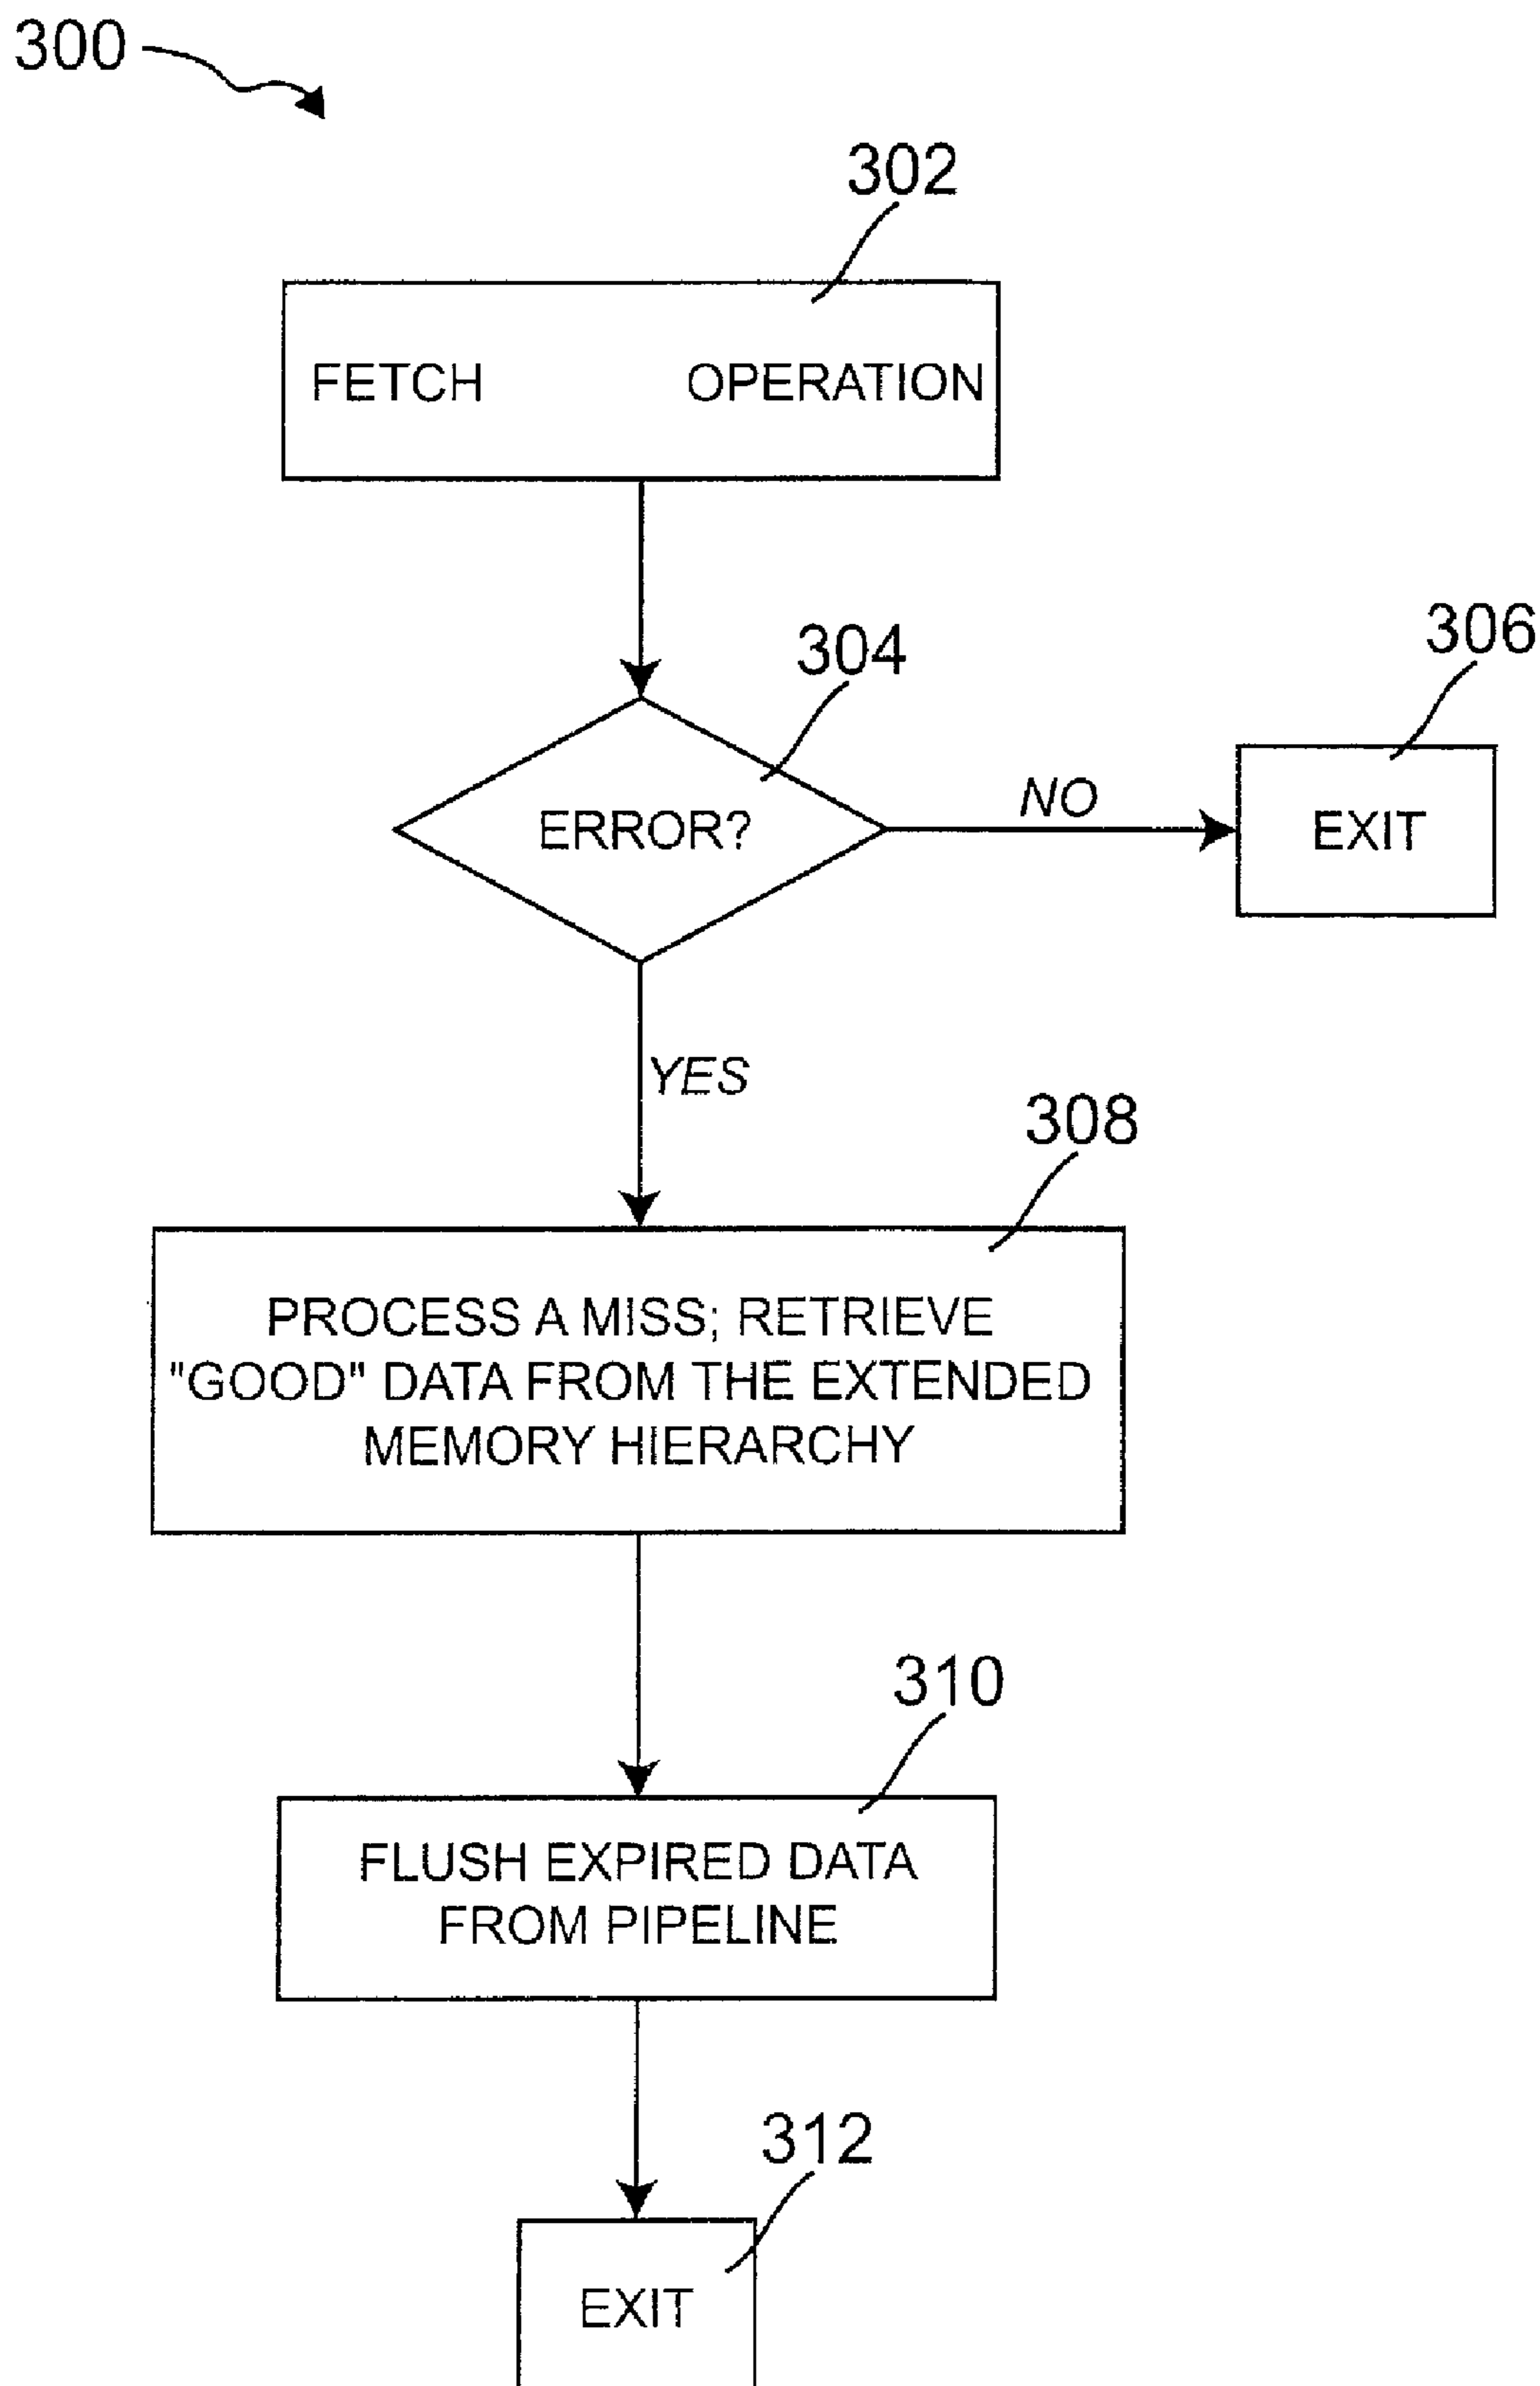 300
302
FETCH OPERATION
304
306
ERROR?
NO
EXIT
YES
308
PROCESS A MISS; RETRIEVE
"GOOD" DATA FROM THE EXTENDED
MEMORY HIERARCHY
310
FLUSH EXPIRED DATA
FROM PIPELINE
312
EXIT